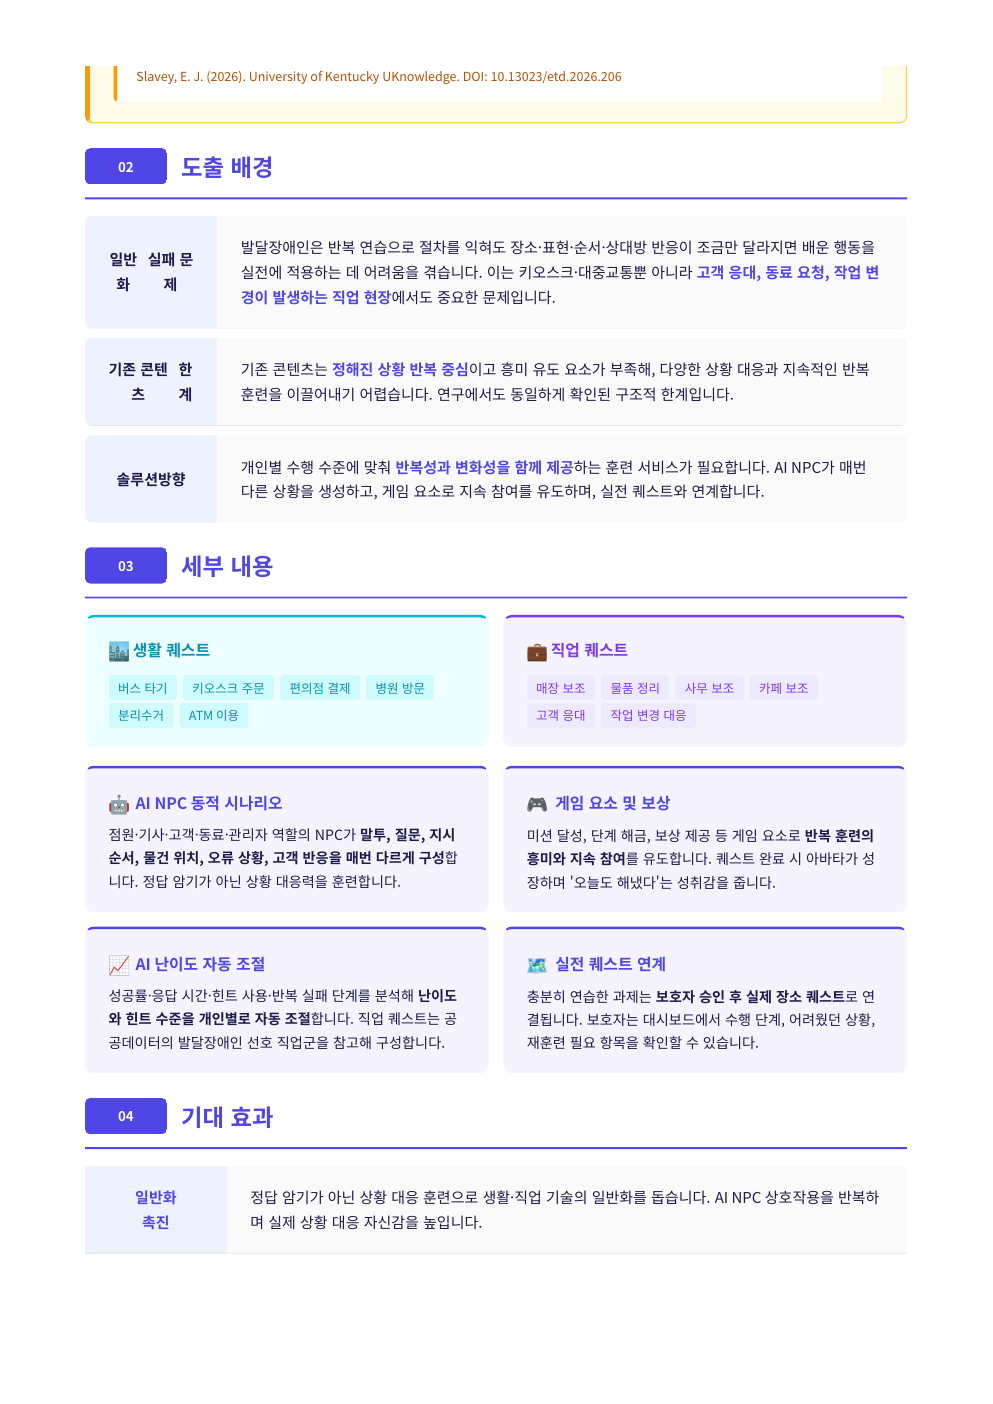 Slavey, E. J. (2026). University of Kentucky UKnowledge. DOI: 10.13023/etd.2026.206
02 도출 배경
일반화 실패 문제
발달장애인은 반복 연습으로 절차를 익혀도 장소·표현·순서·상대방 반응이 조금만 달라지면 배운 행동을
실전에 적용하는 데 어려움을 겪습니다. 이는 키오스크·대중교통뿐 아니라 고객 응대, 동료 요청, 작업 변
경이 발생하는 직업 현장에서도 중요한 문제입니다.
기존 콘텐츠 한계
기존 콘텐츠는 정해진 상황 반복 중심이고 흥미 유도 요소가 부족해, 다양한 상황 대응과 지속적인 반복
훈련을 이끌어내기 어렵습니다. 연구에서도 동일하게 확인된 구조적 한계입니다.
솔루션방향
개인별 수행 수준에 맞춰 반복성과 변화성을 함께 제공하는 훈련 서비스가 필요합니다. AI NPC가 매번
다른 상황을 생성하고, 게임 요소로 지속 참여를 유도하며, 실전 퀘스트와 연계합니다.
03 세부 내용
생활 퀘스트
버스 타기 키오스크 주문 편의점 결제 병원 방문
분리수거 ATM 이용
직업 퀘스트
매장 보조 물품 정리 사무 보조 카페 보조
고객 응대 작업 변경 대응
AI NPC 동적 시나리오
점원·기사·고객·동료·관리자 역할의 NPC가 말투, 질문, 지시
순서, 물건 위치, 오류 상황, 고객 반응을 매번 다르게 구성합
니다. 정답 암기가 아닌 상황 대응력을 훈련합니다.
게임 요소 및 보상
미션 달성, 단계 해금, 보상 제공 등 게임 요소로 반복 훈련의
흥미와 지속 참여를 유도합니다. 퀘스트 완료 시 아바타가 성
장하며 '오늘도 해냈다'는 성취감을 줍니다.
AI 난이도 자동 조절
성공률·응답 시간·힌트 사용·반복 실패 단계를 분석해 난이도
와 힌트 수준을 개인별로 자동 조절합니다. 직업 퀘스트는 공
공데이터의 발달장애인 선호 직업군을 참고해 구성합니다.
실전 퀘스트 연계
충분히 연습한 과제는 보호자 승인 후 실제 장소 퀘스트로 연
결됩니다. 보호자는 대시보드에서 수행 단계, 어려웠던 상황,
재훈련 필요 항목을 확인할 수 있습니다.
04 기대 효과
일반화
촉진
정답 암기가 아닌 상황 대응 훈련으로 생활·직업 기술의 일반화를 돕습니다. AI NPC 상호작용을 반복하
며 실제 상황 대응 자신감을 높입니다.